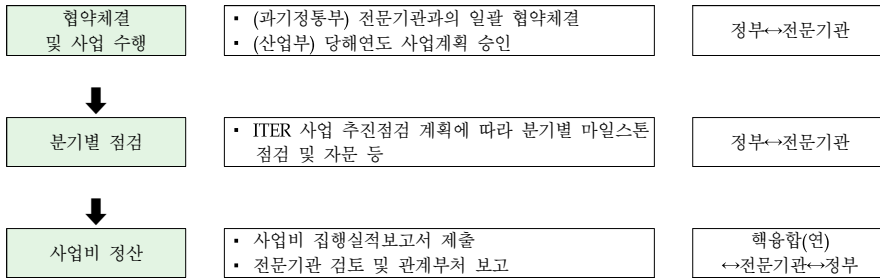 협약체결
및 사업 수행
▪ (과기정통부) 전문기관과의 일괄 협약체결
▪ (산업부) 당해연도 사업계획 승인
정부↔전문기관
분기별 점검
▪ ITER 사업 추진점검 계획에 따라 분기별 마일스톤
점검 및 자문 등
정부↔전문기관
사업비 정산
▪ 사업비 집행실적보고서 제출
▪ 전문기관 검토 및 관계부처 보고
핵융합(연)
↔전문기관↔정부